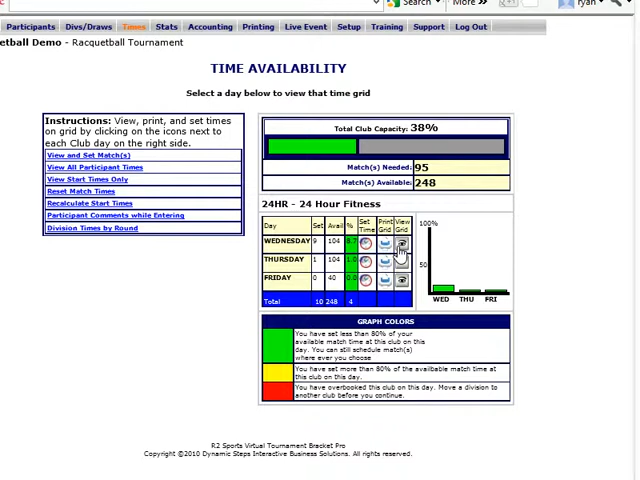 Search
More »
ryan
Participants Divs/Draws Times Stats Accounting Printing Live Event Setup Training Support Log Out
etball Demo - Racquetball Tournament
TIME AVAILABILITY
Select a day below to view that time grid
Instructions: View, print, and set times
on grid by clicking on the icons next to
each Club day on the right side.
View and Set Match(s)
View All Participant Times
View Start Times Only
Reset Match Times
Recalculate Start Times
Participant Comments while Entering
Division Times by Round
Total Club Capacity: 38%
Match(s) Needed: 95
Match(s) Available: 248
24HR - 24 Hour Fitness
Day Set Avail % Set Time Print Grid View Grid
WEDNESDAY 9 104
THURSDAY 1 104
FRIDAY 0 40
Total 10 248 4
100%
50
WED THU FRI
GRAPH COLORS
You have set less than 80% of your
available match time at this club on this
day. You can still schedule match(s)
where ever you choose
You have set more than 80% of the availbable match time at
this club on this day.
You have overbooked this club on this day. Move a division to
another club before you continue.
R2 Sports Virtual Tournament Bracket Pro
Copyright ©2010 Dynamic Steps Interactive Business Solutions. All rights reserved.